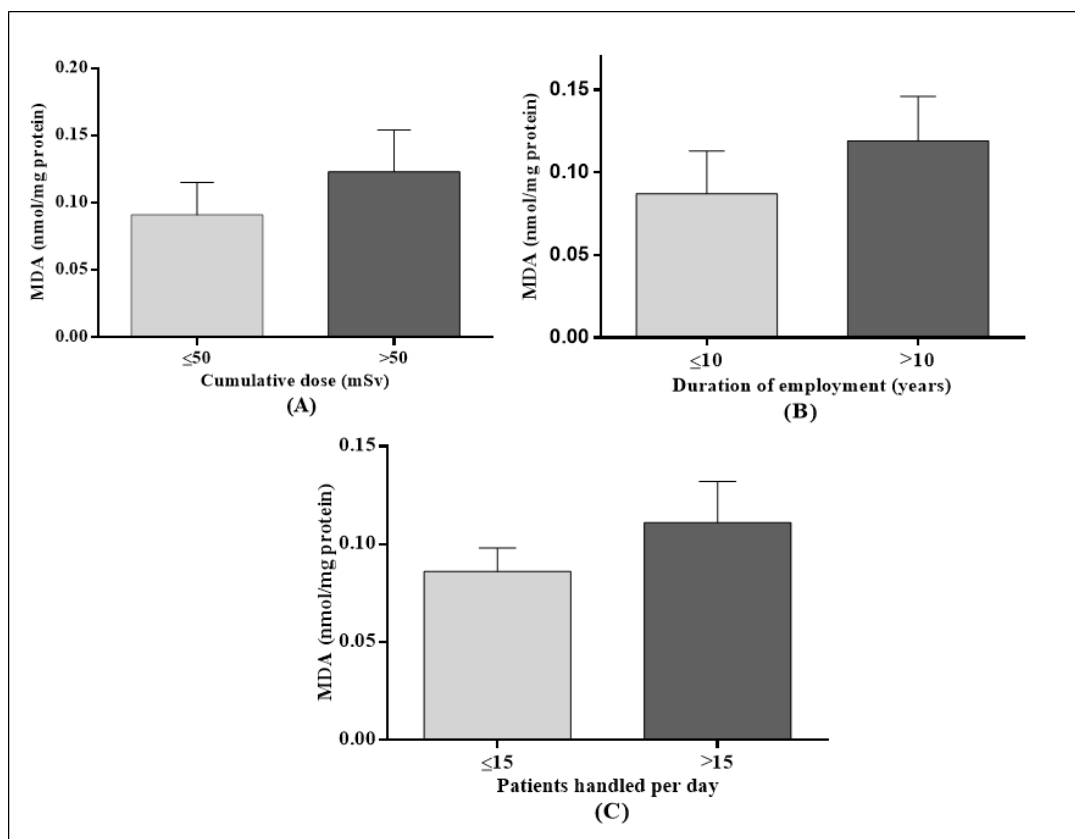 MDA (nmol/mg protein)
0.20
0.15
0.10
0.05
0.00
≤50
>50
Cumulative dose (mSv)
(A)
MDA (nmol/mg protein)
0.15
0.10
0.05
0.00
≤10
>10
Duration of employment (years)
(B)
MDA (nmol/mg protein)
0.15
0.10
0.05
0.00
≤15
>15
Patients handled per day
(C)